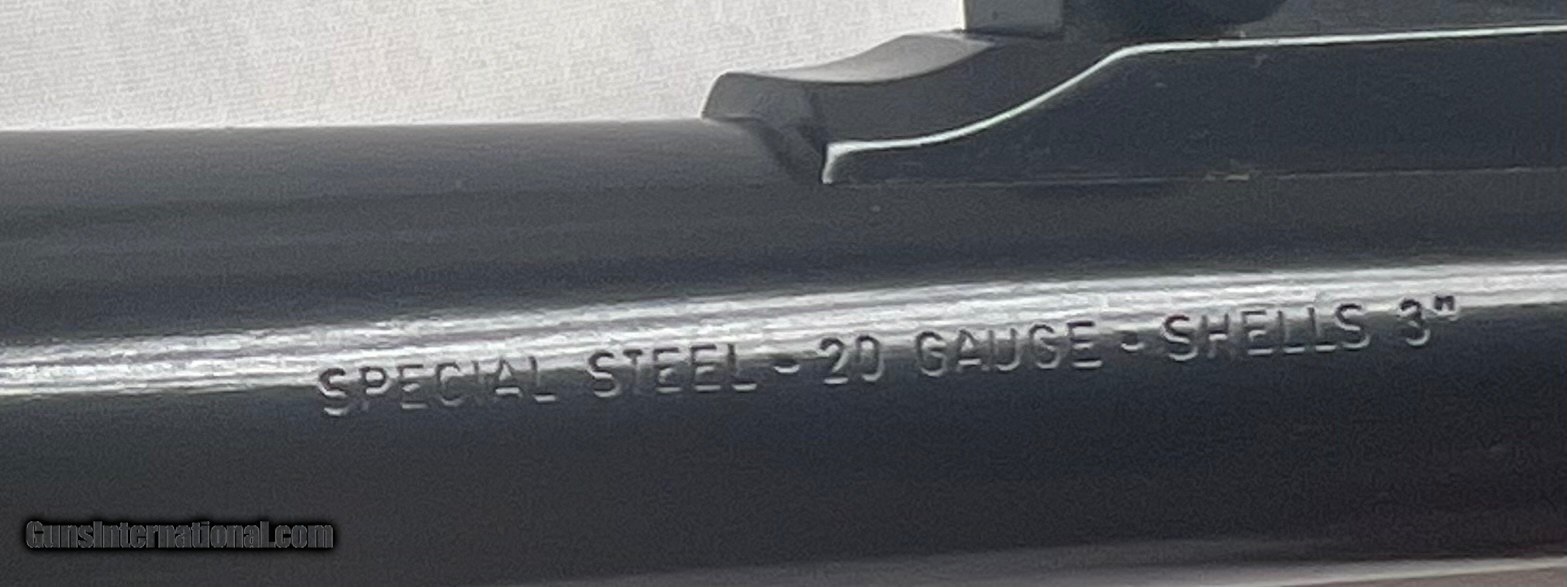 SPECIAL STEEL - 20 GAUGE - SHELLS 3"
GunsInternational.com